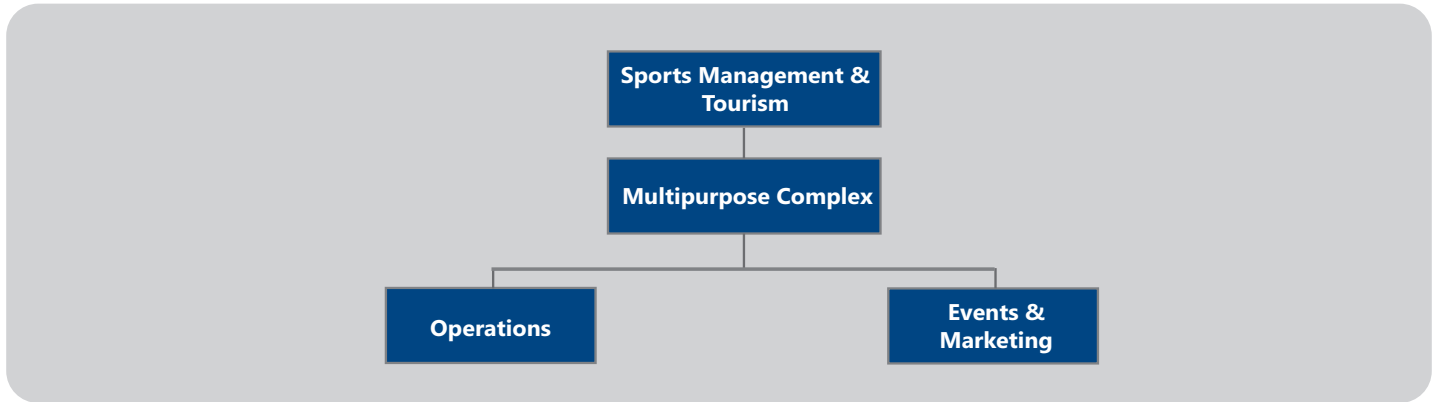 Sports Management &
Tourism
Multipurpose Complex
Operations
Events &
Marketing